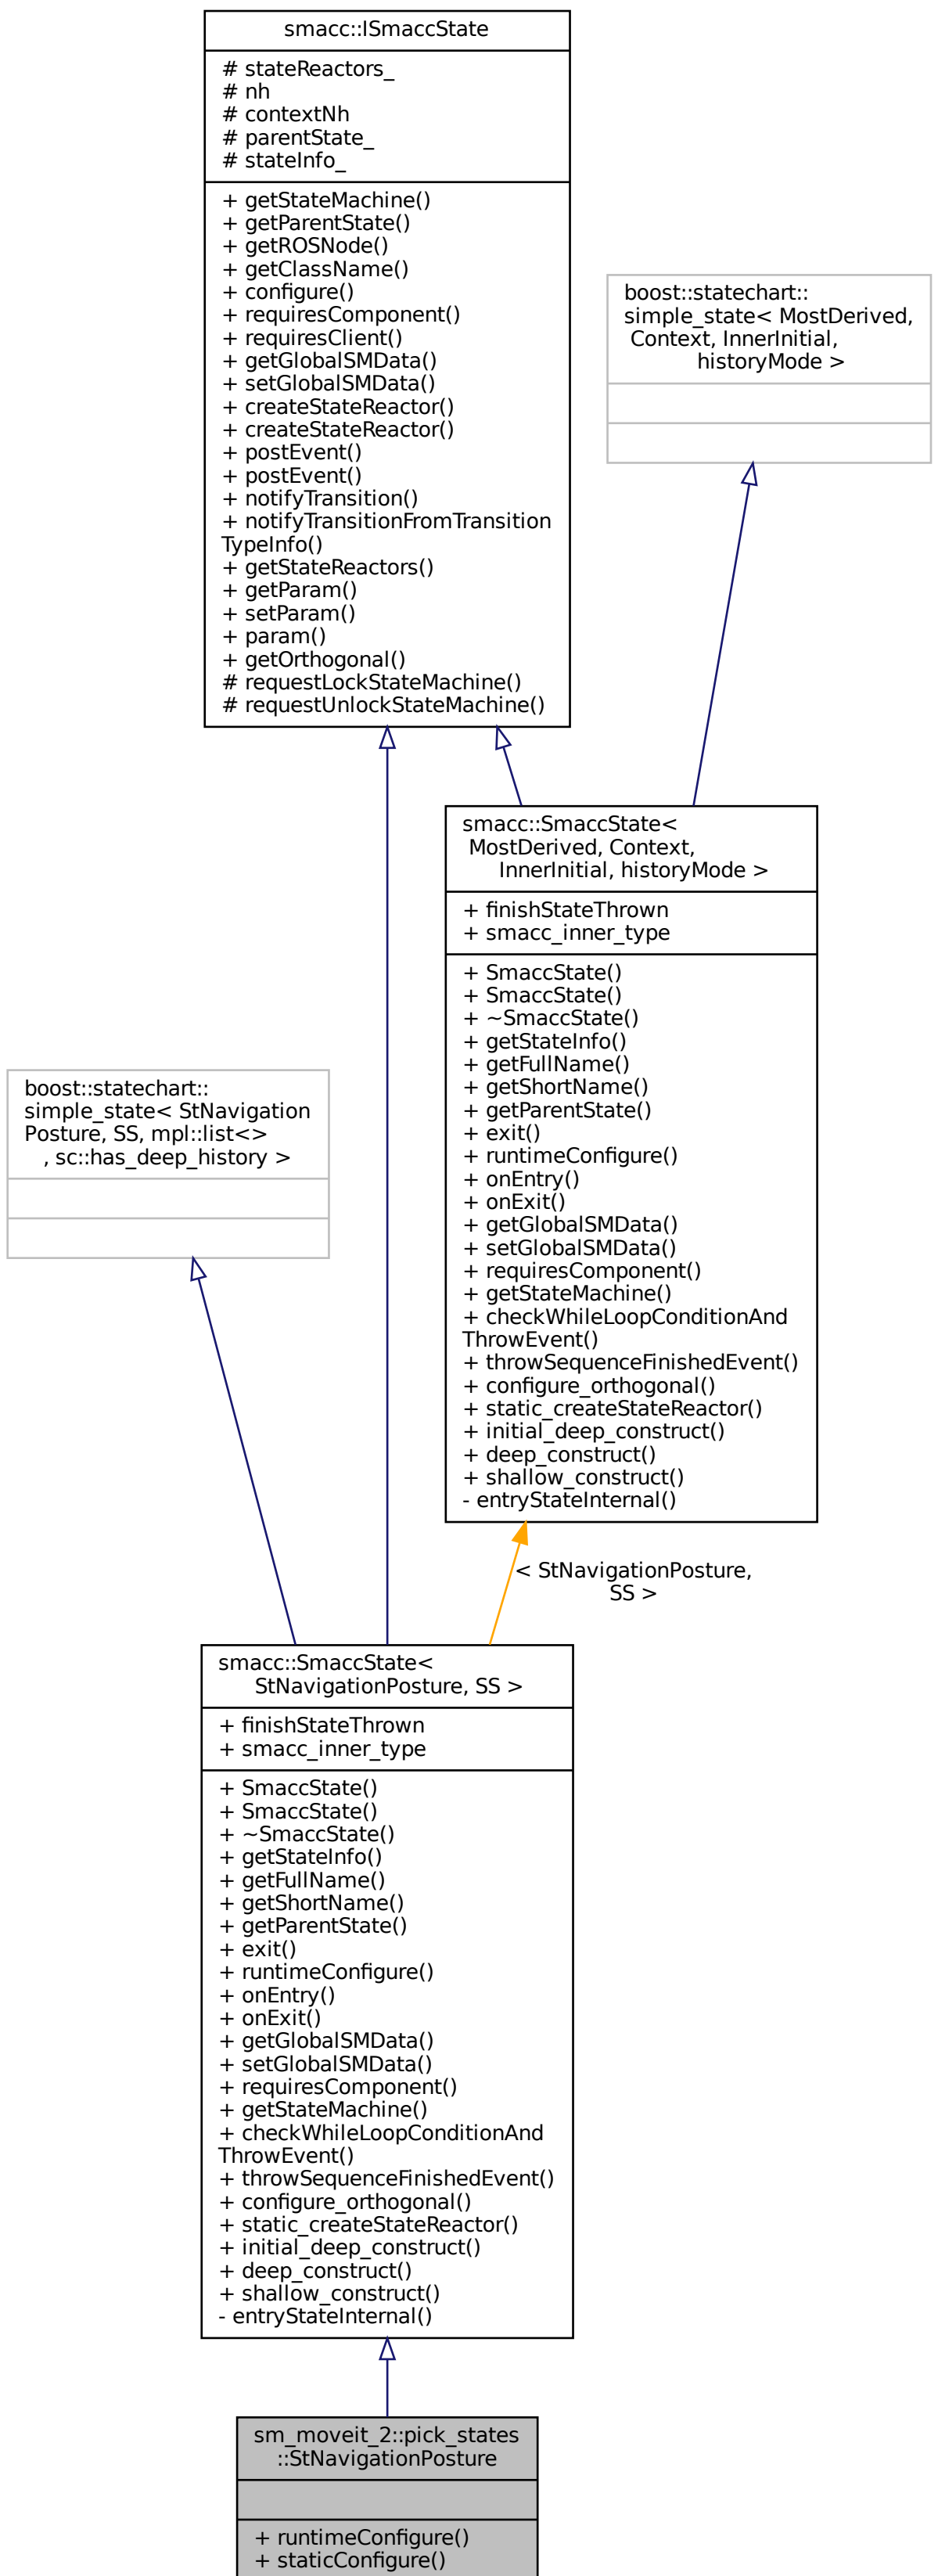 smacc::ISmaccState
# stateReactors_
# nh
# contextNh
# parentState_
# stateInfo_
+ getStateMachine()
+ getParentState()
+ getROSNode()
+ getClassName()
+ configure()
+ requiresComponent()
+ requiresClient()
+ getGlobalSMData()
+ setGlobalSMData()
+ createStateReactor()
+ createStateReactor()
+ postEvent()
+ postEvent()
+ notifyTransition()
+ notifyTransitionFromTransition
TypeInfo()
+ getStateReactors()
+ getParam()
+ setParam()
+ param()
+ getOrthogonal()
# requestLockStateMachine()
# requestUnlockStateMachine()
boost::statechart::
simple_state< MostDerived,
Context, InnerInitial,
historyMode >
smacc::SmaccState<
MostDerived, Context,
InnerInitial, historyMode >
+ finishStateThrown
+ smacc_inner_type
+ SmaccState()
+ SmaccState()
+ ~SmaccState()
+ getStateInfo()
+ getFullName()
+ getShortName()
+ getParentState()
+ exit()
+ runtimeConfigure()
+ onEntry()
+ onExit()
+ getGlobalSMData()
+ setGlobalSMData()
+ requiresComponent()
+ getStateMachine()
+ checkWhileLoopConditionAnd
ThrowEvent()
+ throwSequenceFinishedEvent()
+ configure_orthogonal()
+ static_createStateReactor()
+ initial_deep_construct()
+ deep_construct()
+ shallow_construct()
- entryStateInternal()
boost::statechart::
simple_state< StNavigation
Posture, SS, mpl::list<>
, sc::has_deep_history >
< StNavigationPosture,
SS >
smacc::SmaccState<
StNavigationPosture, SS >
+ finishStateThrown
+ smacc_inner_type
+ SmaccState()
+ SmaccState()
+ ~SmaccState()
+ getStateInfo()
+ getFullName()
+ getShortName()
+ getParentState()
+ exit()
+ runtimeConfigure()
+ onEntry()
+ onExit()
+ getGlobalSMData()
+ setGlobalSMData()
+ requiresComponent()
+ getStateMachine()
+ checkWhileLoopConditionAnd
ThrowEvent()
+ throwSequenceFinishedEvent()
+ configure_orthogonal()
+ static_createStateReactor()
+ initial_deep_construct()
+ deep_construct()
+ shallow_construct()
- entryStateInternal()
sm_moveit_2::pick_states
::StNavigationPosture
+ runtimeConfigure()
+ staticConfigure()